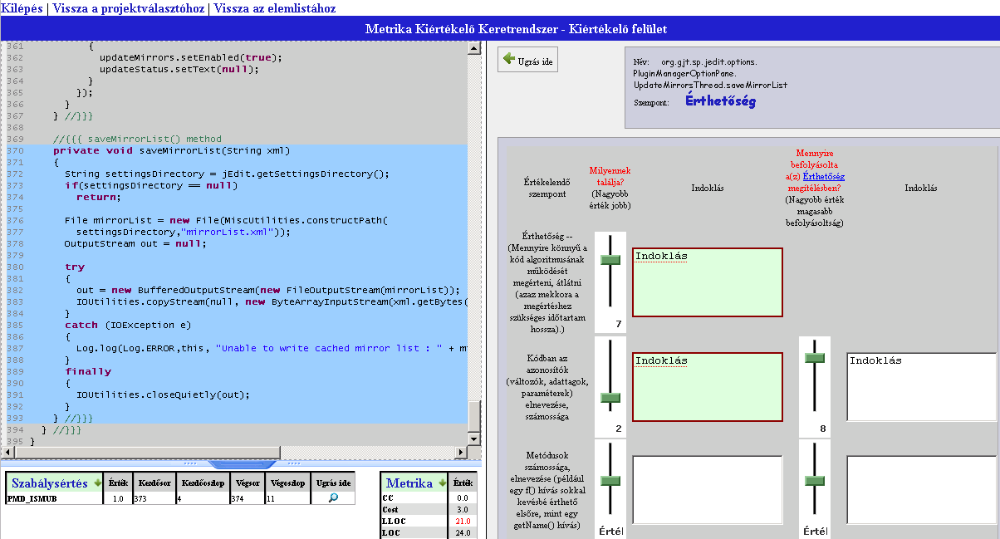 Kilépés | Vissza a projektválasztóhoz | Vissza az elemlistához
Metrika Kiértékelő Keretrendszer - Kiértékelő felület
361 {
362 updateMirrors.setEnabled(true);
363 updateStatus.setText(null);
364 }
365 });
366 }
367 } //}}}
368
369 //{{{ saveMirrorList() method
370 private void saveMirrorList(String xml)
371 {
372 String settingsDirectory = jEdit.getSettingsDirectory();
373 if(settingsDirectory == null)
374 return;
375
376 File mirrorList = new File(MiscUtilities.constructPath(
377 settingsDirectory,"mirrorList.xml"));
378 OutputStream out = null;
379
380 try
381 {
382 out = new BufferedOutputStream(new FileOutputStream(mirrorList));
383 IOUtilities.copyStream(null, new ByteArrayInputStream(xml.getBytes(
384 }
385 catch (IOException e)
386 {
387 Log.log(Log.ERROR,this, "Unable to write cached mirror list : " + m
388 }
389 finally
390 {
391 IOUtilities.closeQuietly(out);
392 }
393 } //}}}
394 } //}}}
395 }
Szabálysértés Érték Kezdősor Kezdőoszlop Végsor Végoszlop Ugrás ide
PMD_ISMUB 1.0 373 4 374 11
Metrika Érték
CC 0.0
Cost 3.0
LLOC 21.0
LOC 24.0
Ugrás ide
Név: org.gjt.sp.jedit.options.
PluginManagerOptionPane.
UpdateMirrorsThread.saveMirrorList
Szempont: Érthetőség
Értékelendő
szempont
Milyennek
találja?
(Nagyobb
érték jobb)
Indoklás
Mennyire
befolyásolta
a(z) Érthetőség
megítélésben?
(Nagyobb érték
magasabb
befolyásoltság)
Indoklás
Érthetőség --
(Mennyire könnyű a
kód algoritmusának
működését
megérteni, átlátni
(azaz mekkora a
megértéshez
szükséges időtartam
hossza).)
7
Indoklás
Kódban az
azonosítók
(változók, adattagok,
paraméterek)
elnevezése,
számossága
2
Indoklás
8
Indoklás
Metódusok
számossága,
elnevezése (például
egy f() hívás sokkal
kevésbé érthető
elsőre, mint egy
getName() hívás)
Értél
Értél